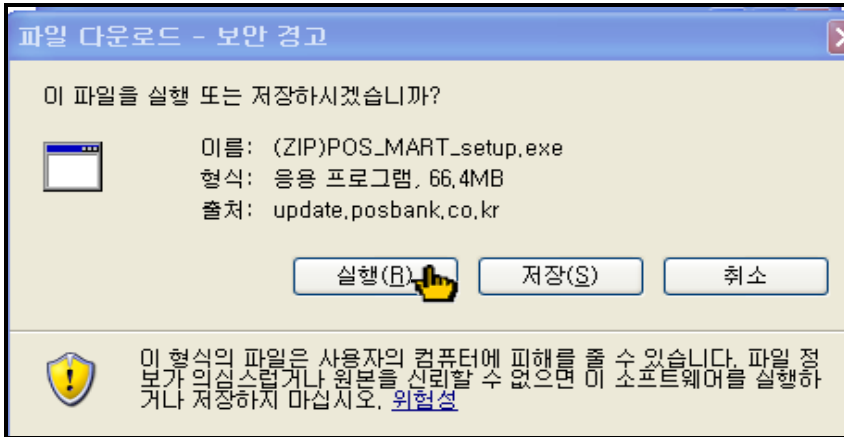 파일 다운로드 - 보안 경고
이 파일을 실행 또는 저장하시겠습니까?
이름: (ZIP)POS_MART_setup.exe
형식: 응용 프로그램, 66.4MB
출처: update.posbank.co.kr
실행(R) 저장(S) 취소
이 형식의 파일은 사용자의 컴퓨터에 피해를 줄 수 있습니다. 파일 정
보가 의심스럽거나 원본을 신뢰할 수 없으면 이 소프트웨어를 실행하
거나 저장하지 마십시오. 위험성